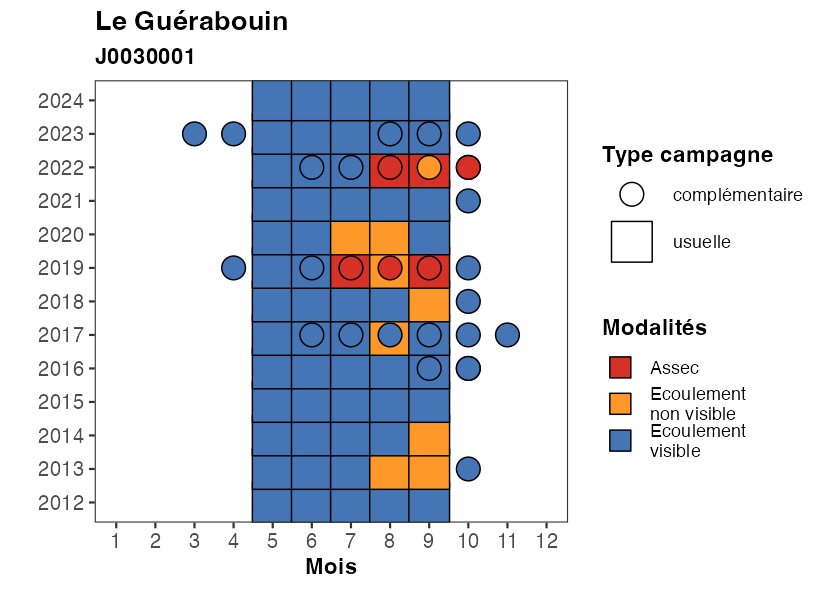 Le Guérabouin
J0030001
2024
2023
2022
2021
2020
2019
2018
2017
2016
2015
2014
2013
2012
1 2 3 4 5 6 7 8 9 10 11 12
Mois
Type campagne
complémentaire
usuelle
Modalités
Assec
Ecoulement
non visible
Ecoulement
visible